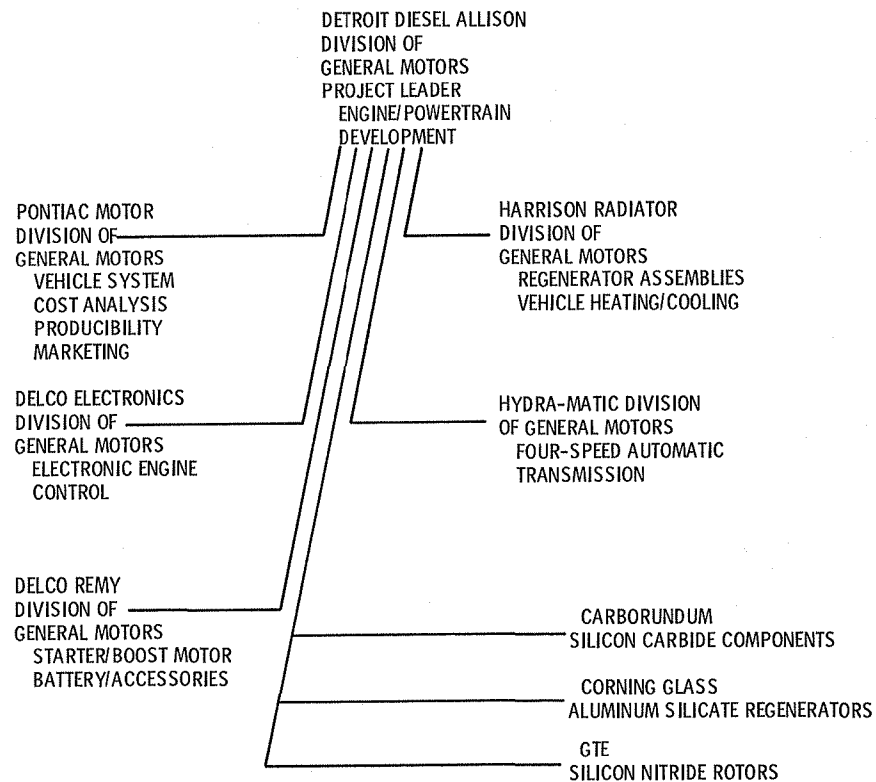 DETROIT DIESEL ALLISON
DIVISION OF
GENERAL MOTORS
PROJECT LEADER
ENGINE/POWERTRAIN
DEVELOPMENT
PONTIAC MOTOR
DIVISION OF
GENERAL MOTORS
VEHICLE SYSTEM
COST ANALYSIS
PRODUCIBILITY
MARKETING
HARRISON RADIATOR
DIVISION OF
GENERAL MOTORS
REGENERATOR ASSEMBLIES
VEHICLE HEATING/COOLING
DELCO ELECTRONICS
DIVISION OF
GENERAL MOTORS
ELECTRONIC ENGINE
CONTROL
HYDRA-MATIC DIVISION
OF GENERAL MOTORS
FOUR-SPEED AUTOMATIC
TRANSMISSION
DELCO REMY
DIVISION OF
GENERAL MOTORS
STARTER/BOOST MOTOR
BATTERY/ACCESSORIES
CARBORUNDUM
SILICON CARBIDE COMPONENTS
CORNING GLASS
ALUMINUM SILICATE REGENERATORS
GTE
SILICON NITRIDE ROTORS